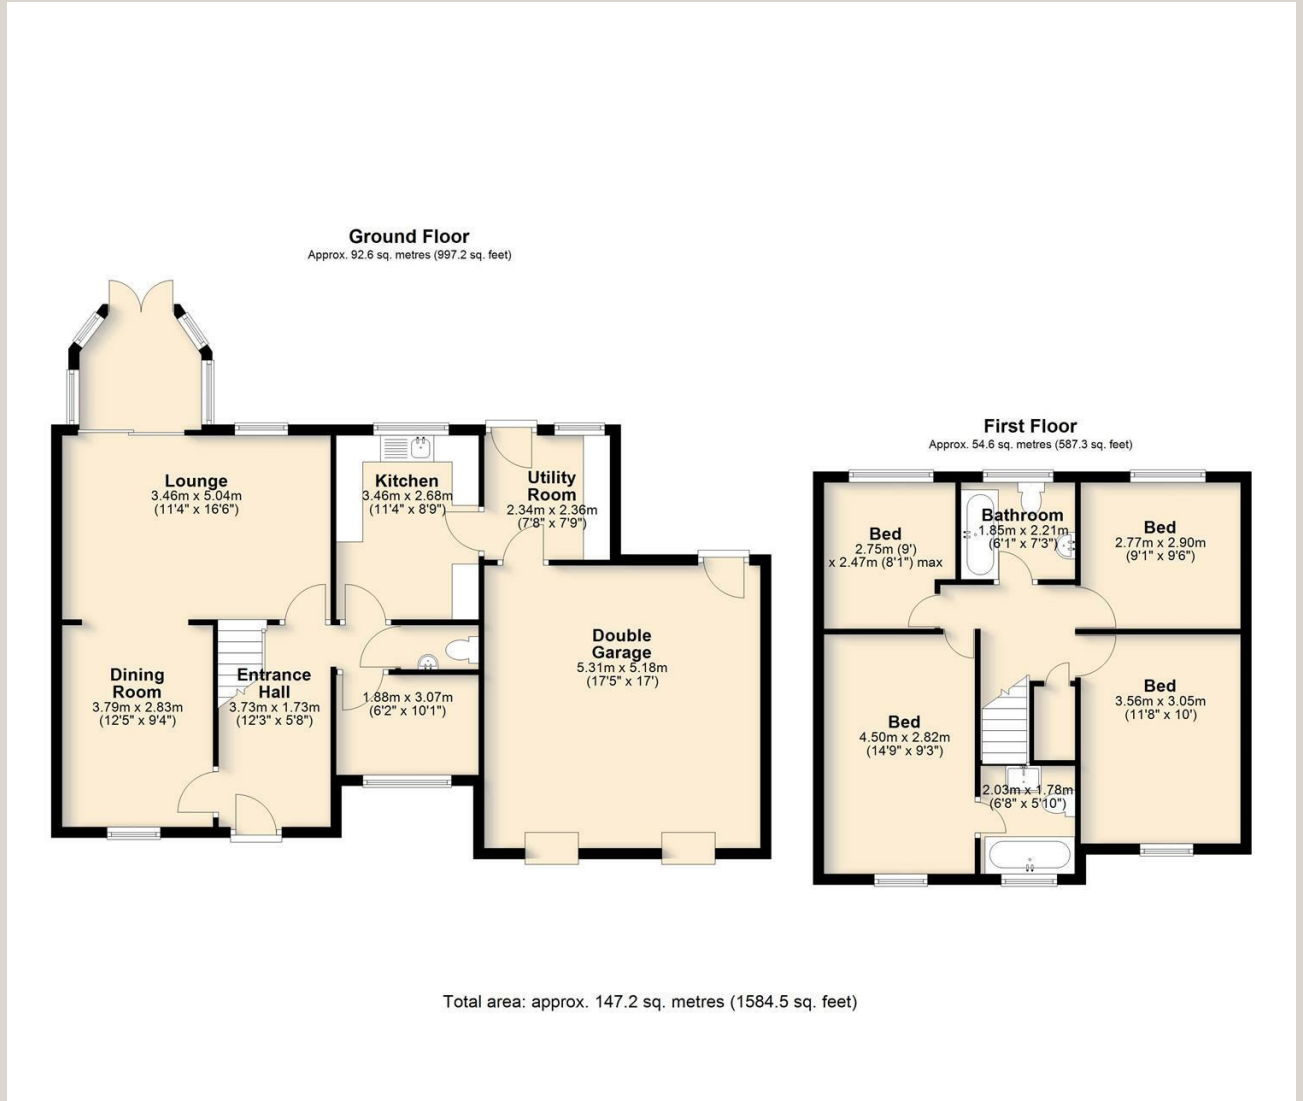 Ground Floor
Approx. 92.6 sq. metres (997.2 sq. feet)
Lounge
3.46m x 5.04m
(11'4" x 16'6")
Kitchen
3.46m x 2.68m
(11'4" x 8'9")
Utility
Room
2.34m x 2.36m
(7'8" x 7'9")
Dining
Room
3.79m x 2.83m
(12'5" x 9'4")
Entrance
Hall
3.73m x 1.73m
(12'3" x 5'8")
1.88m x 3.07m
(6'2" x 10'1")
Double
Garage
5.31m x 5.18m
(17'5" x 17')
First Floor
Approx. 54.6 sq. metres (587.3 sq. feet)
Bed
2.75m (9')
x 2.47m (8'1") max
Bathroom
1.85m x 2.21m
(6'1" x 7'3")
Bed
2.77m x 2.90m
(9'1" x 9'6")
Bed
4.50m x 2.82m
(14'9" x 9'3")
2.03m x 1.78m
(6'8" x 5'10")
Bed
3.56m x 3.05m
(11'8" x 10')
Total area: approx. 147.2 sq. metres (1584.5 sq. feet)